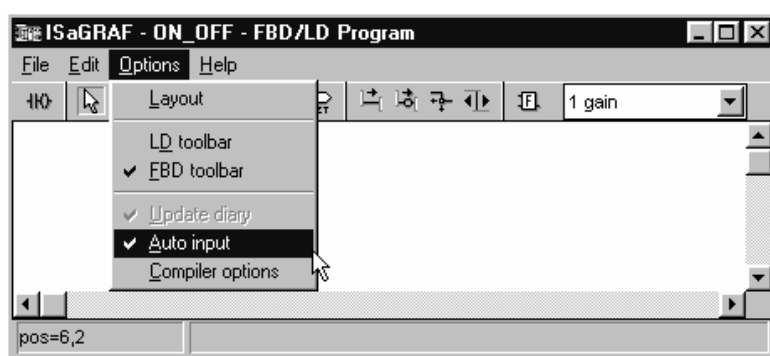 ISaGRAF - ON_OFF - FBD/LD Program
File Edit Options Help
Layout
1 gain
LD toolbar
FBD toolbar
Update diary
Auto input
Compiler options
pos=6,2